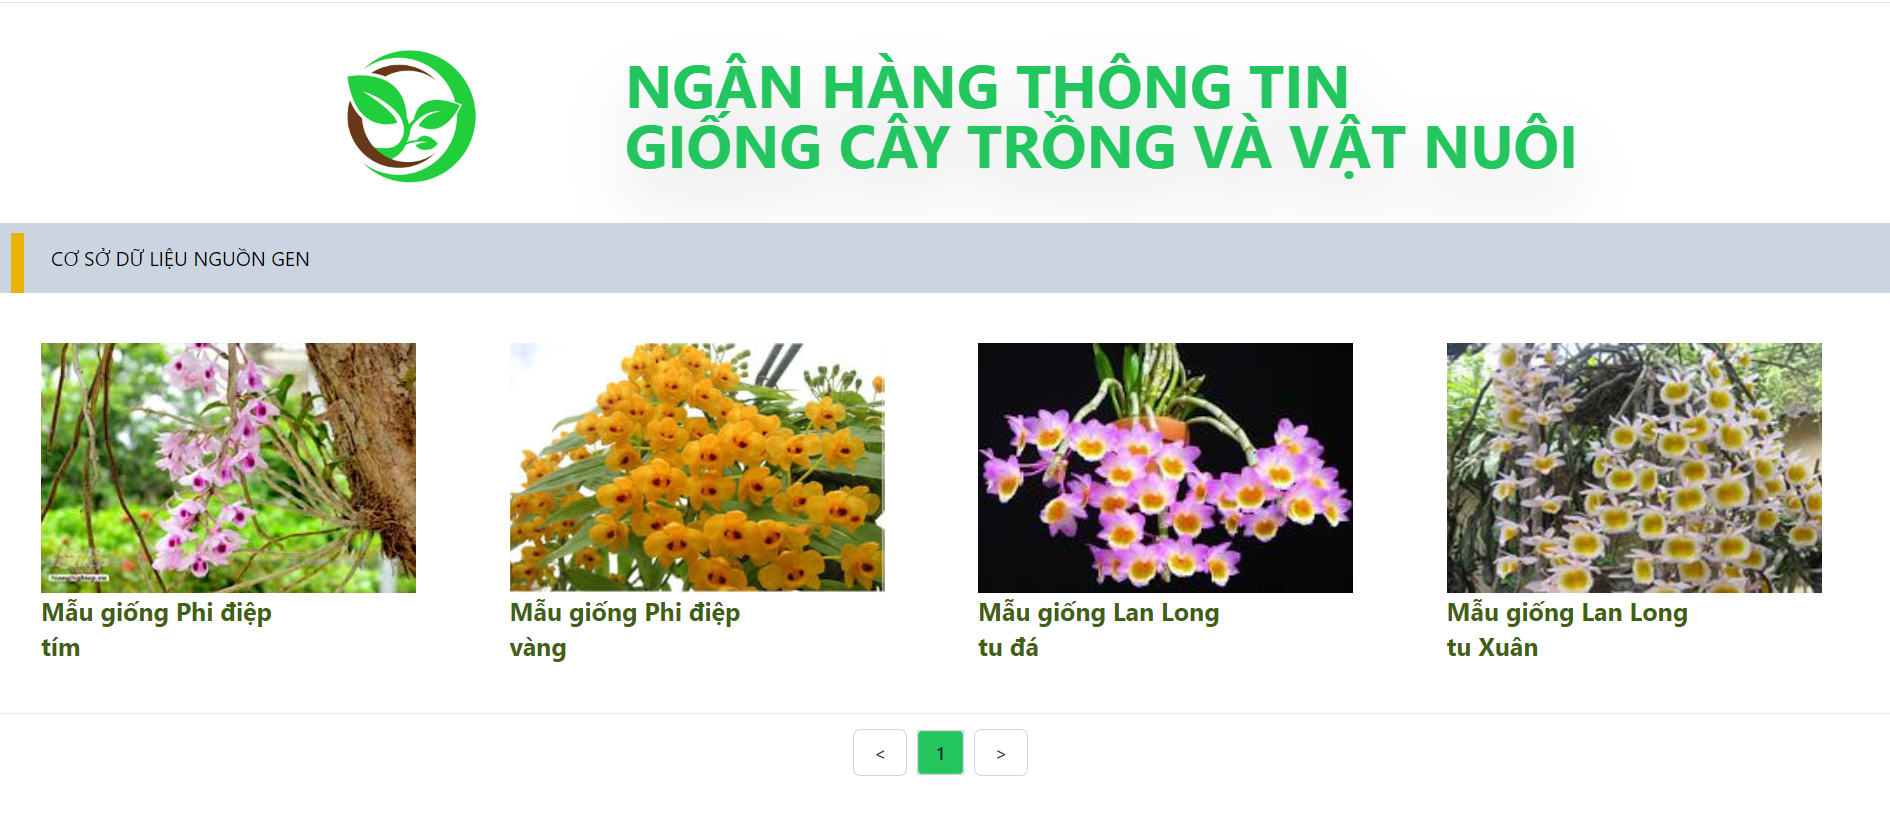 NGÂN HÀNG THÔNG TIN
GIỐNG CÂY TRỒNG VÀ VẬT NUÔI
CƠ SỞ DỮ LIỆU NGUỒN GEN
Mẫu giống Phi điệp
tím
Mẫu giống Phi điệp
vàng
Mẫu giống Lan Long
tu đá
Mẫu giống Lan Long
tu Xuân
< 1 >